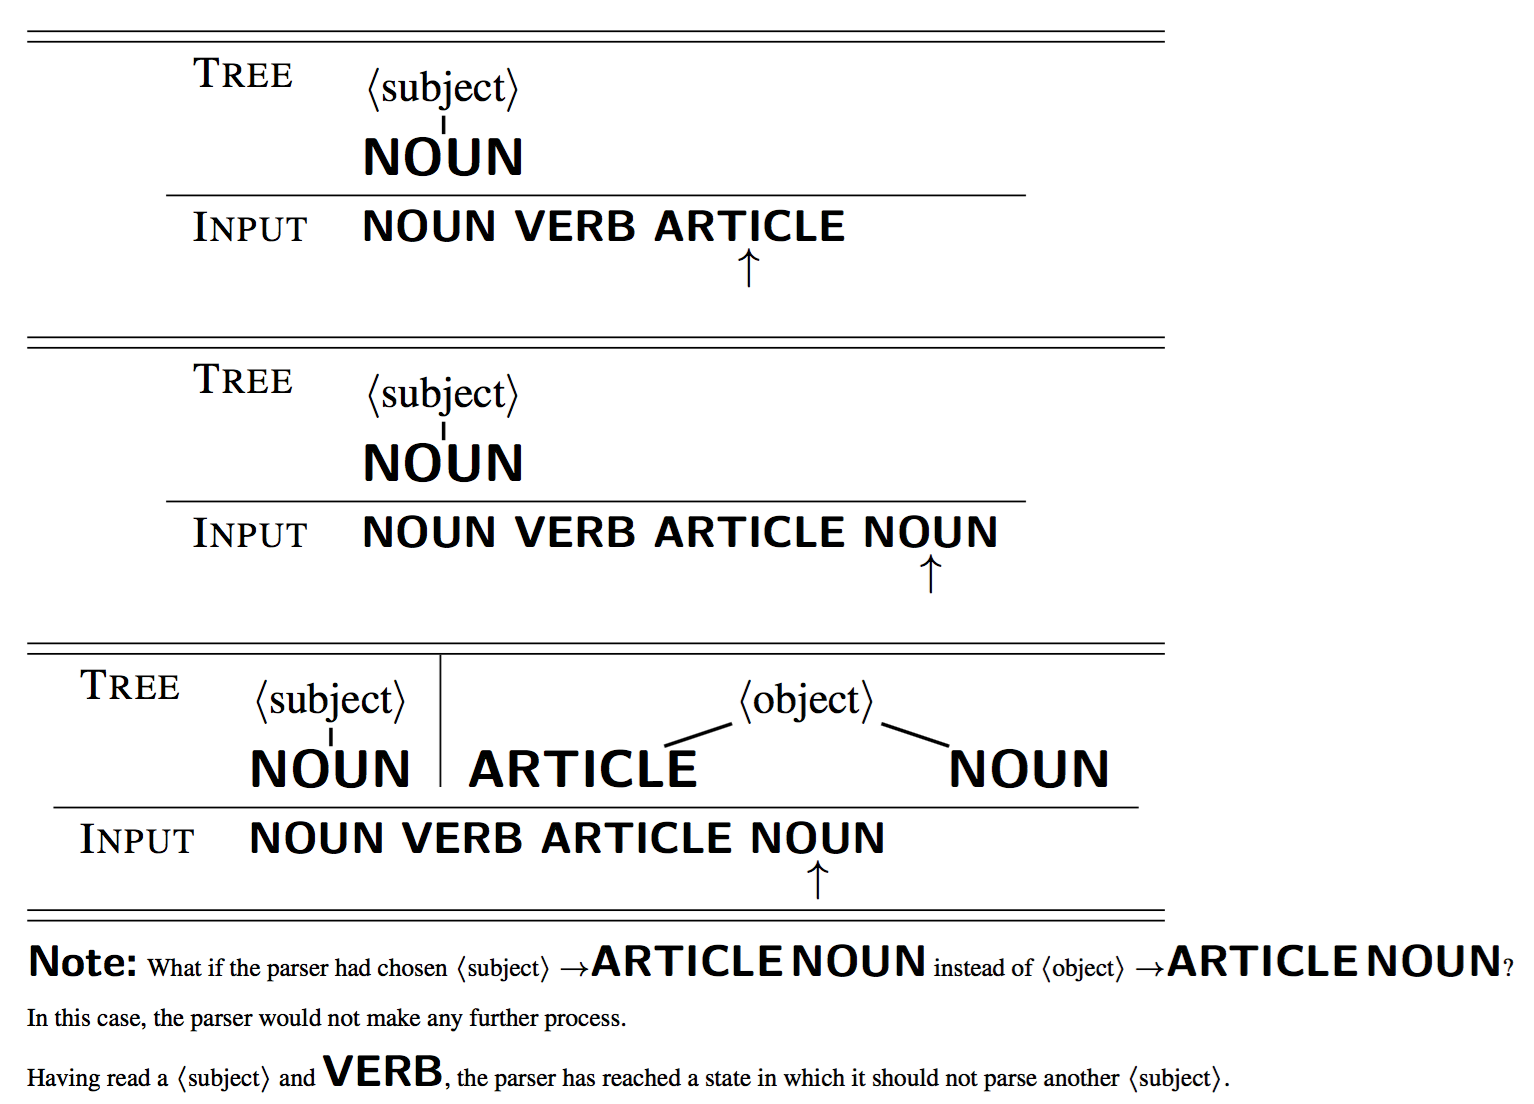 TREE ⟨subject⟩
NOUN
INPUT NOUN VERB ARTICLE
↑
TREE ⟨subject⟩
NOUN
INPUT NOUN VERB ARTICLE NOUN
↑
TREE ⟨subject⟩ ⟨object⟩
NOUN ARTICLE NOUN
INPUT NOUN VERB ARTICLE NOUN
↑
Note: What if the parser had chosen ⟨subject⟩ →ARTICLE NOUN instead of ⟨object⟩ →ARTICLE NOUN?
In this case, the parser would not make any further process.
Having read a ⟨subject⟩ and VERB, the parser has reached a state in which it should not parse another ⟨subject⟩.